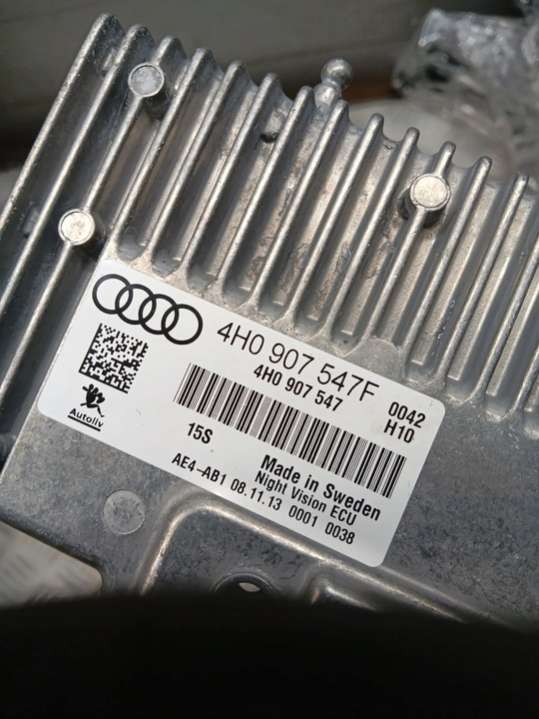 4H0 907 547F
4H0 907 547
0042
H10
Autoliv
15S
Made in Sweden
Night Vision ECU
AE4-AB1 08.11.13 0001 0038